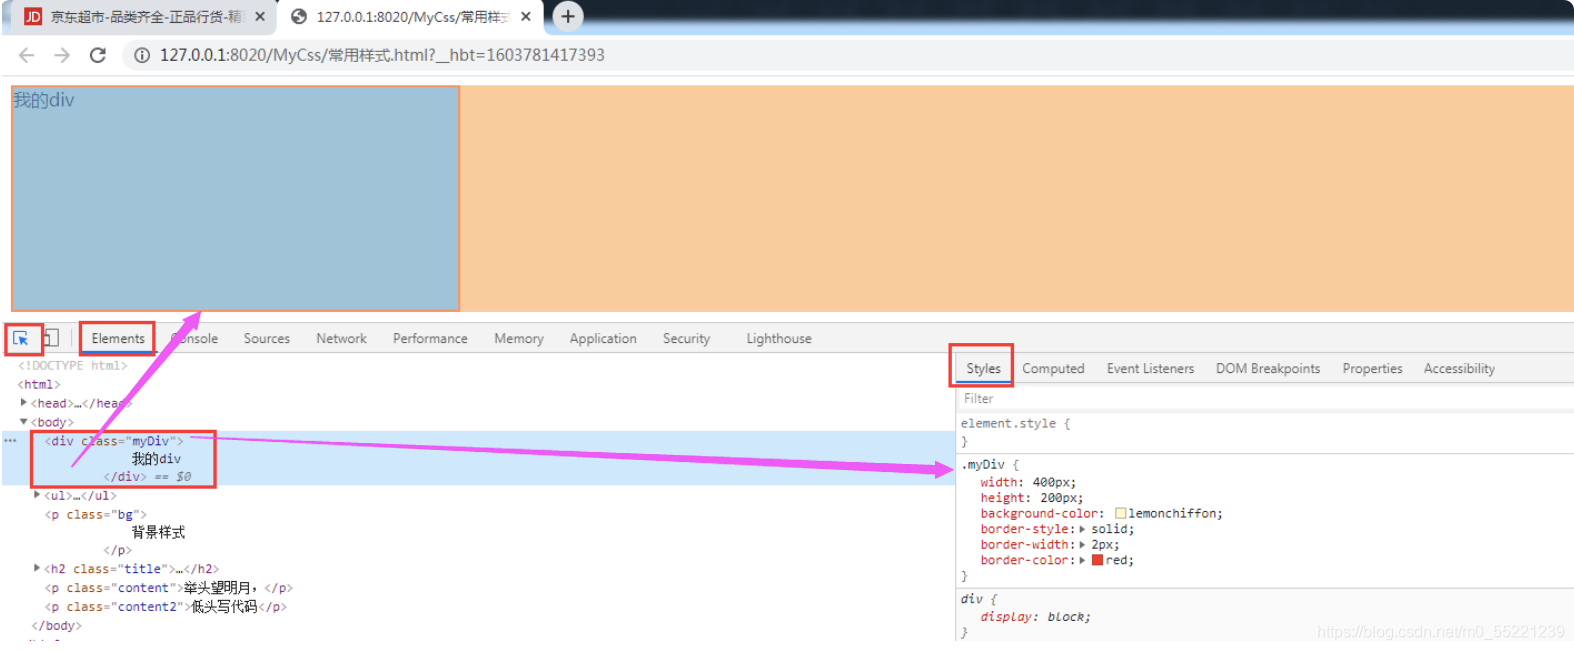 JD 京东超市-品类齐全-正品行货-精
127.0.0.1:8020/MyCss/常用样式
127.0.0.1:8020/MyCss/常用样式.html?__hbt=1603781417393
我的div
Elements Console Sources Network Performance Memory Application Security Lighthouse
<!DOCTYPE html>
<html>
<head>…</head>
<body>
<div class="myDiv">
我的div
</div> == $0
<ul>…</ul>
<p class="bg">
背景样式
</p>
<h2 class="title">…</h2>
<p class="content">举头望明月，</p>
<p class="content2">低头写代码</p>
</body>
Styles Computed Event Listeners DOM Breakpoints Properties Accessibility
Filter
element.style {
}
.myDiv {
width: 400px;
height: 200px;
background-color: lemonchiffon;
border-style: solid;
border-width: 2px;
border-color: red;
}
div {
display: block;
}
https://blog.csdn.net/m0_55221239